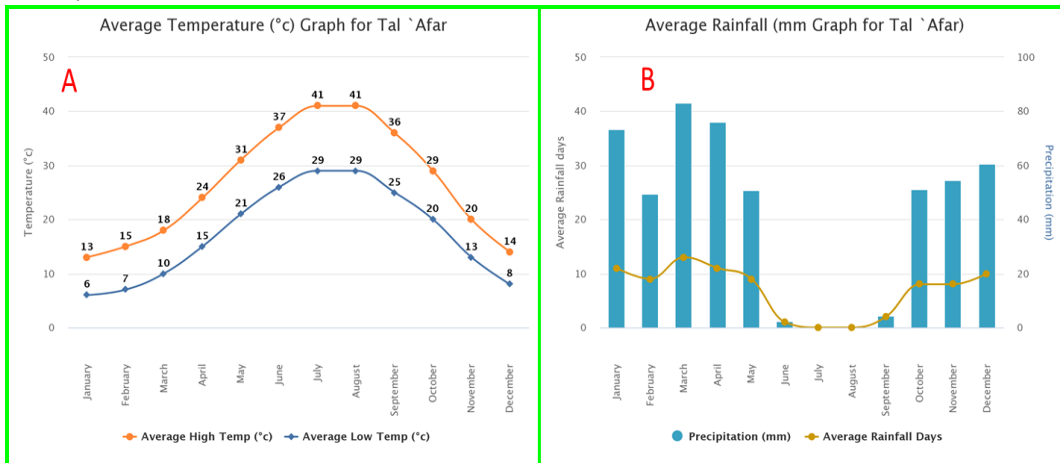 Average Temperature (°c) Graph for Tal `Afar
A
50
40
30
20
10
0
Temperature (°c)
13
15
18
24
31
37
41
41
36
29
20
14
6
7
10
15
21
26
29
29
25
20
13
8
January
February
March
April
May
June
July
August
September
October
November
December
Average High Temp (°c)
Average Low Temp (°c)
Average Rainfall (mm Graph for Tal `Afar)
B
50
40
30
20
10
0
Average Rainfall days
100
80
60
40
20
0
Precipitation (mm)
January
February
March
April
May
June
July
August
September
October
November
December
Precipitation (mm)
Average Rainfall Days